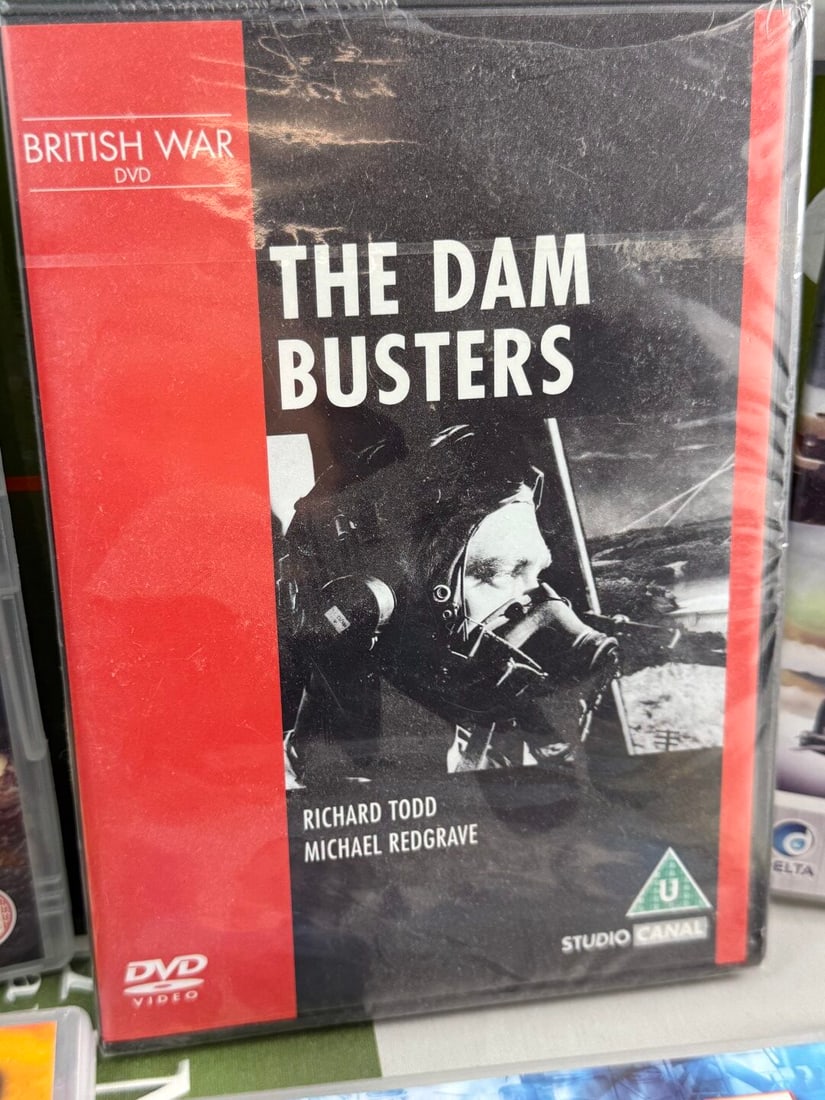 BRITISH WAR
DVD
THE DAM
BUSTERS
RICHARD TODD
MICHAEL REDGRAVE
U
STUDIO CANAL
DVD
VIDEO